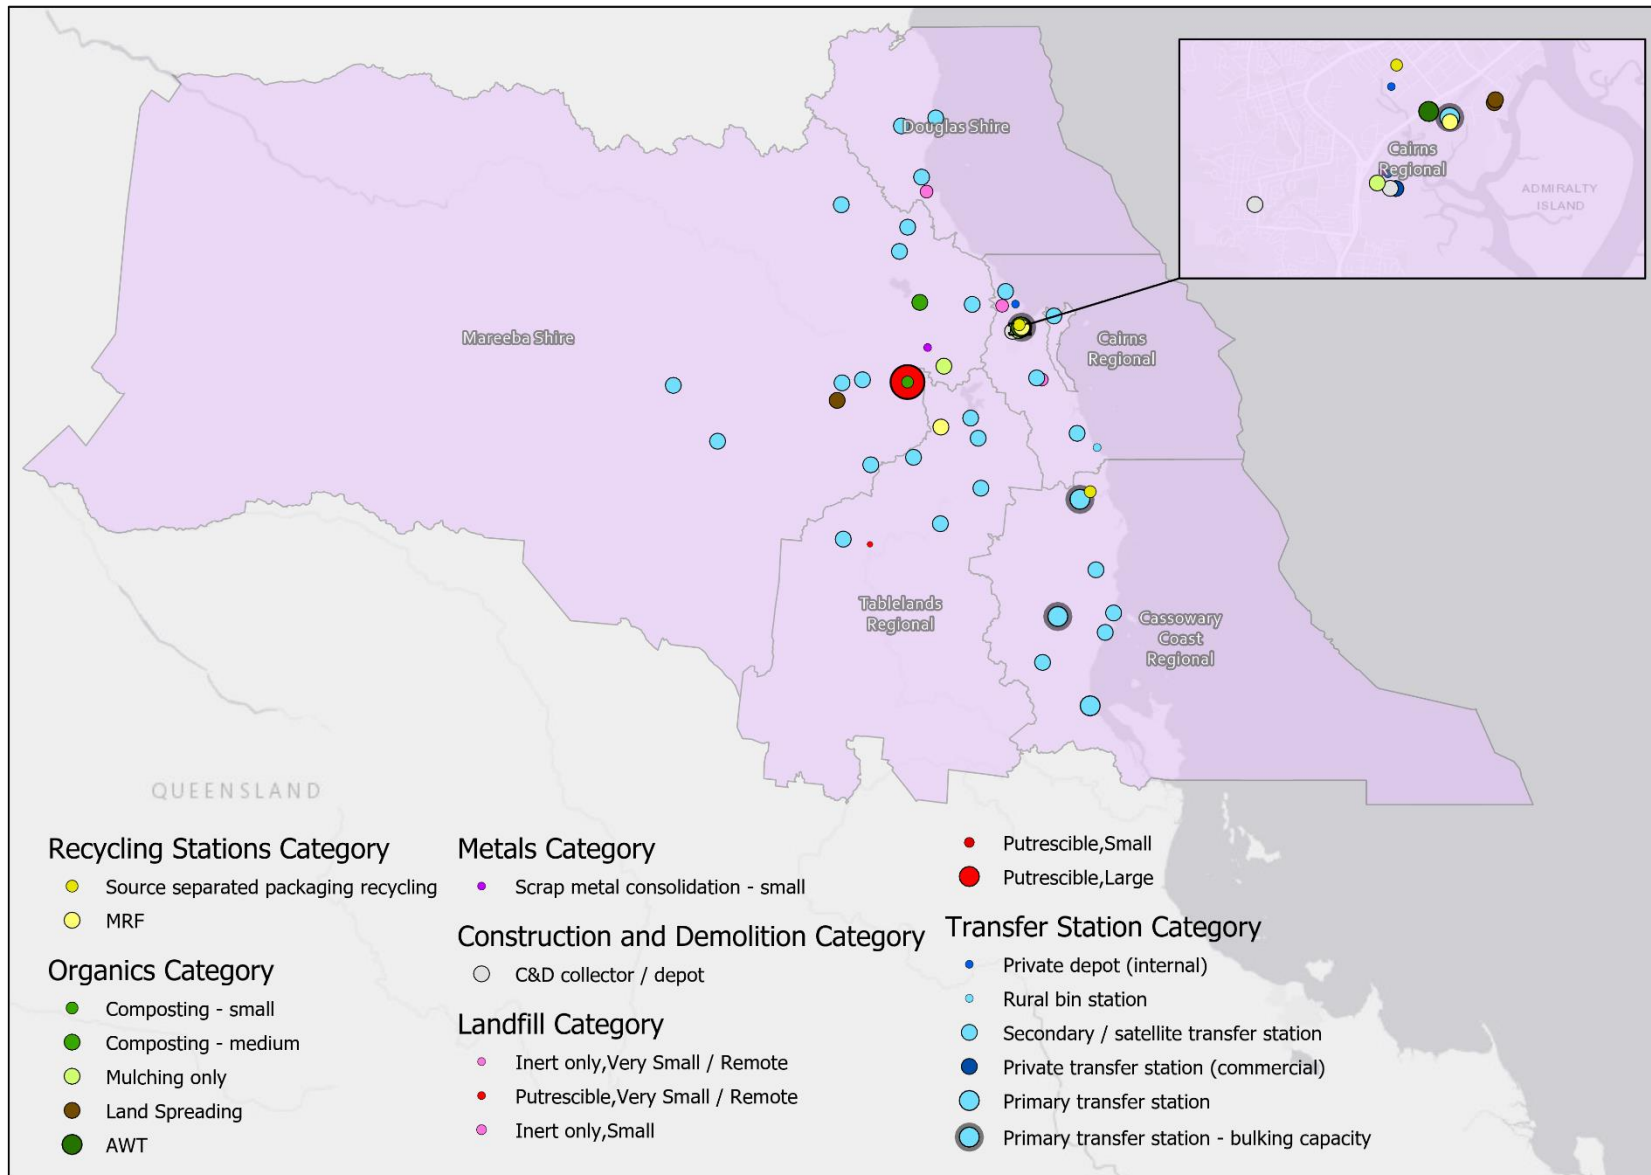 Douglas Shire
Cairns
Regional
ADMIRALTY
ISLAND
Mareeba Shire
Cairns
Regional
Tablelands
Regional
Cassowary
Coast
Regional
QUEENSLAND
Recycling Stations Category
Source separated packaging recycling
MRF
Organics Category
Composting - small
Composting - medium
Mulching only
Land Spreading
AWT
Metals Category
Scrap metal consolidation - small
Construction and Demolition Category
C&D collector / depot
Landfill Category
Inert only,Very Small / Remote
Putrescible,Very Small / Remote
Inert only,Small
Putrescible,Small
Putrescible,Large
Transfer Station Category
Private depot (internal)
Rural bin station
Secondary / satellite transfer station
Private transfer station (commercial)
Primary transfer station
Primary transfer station - bulking capacity